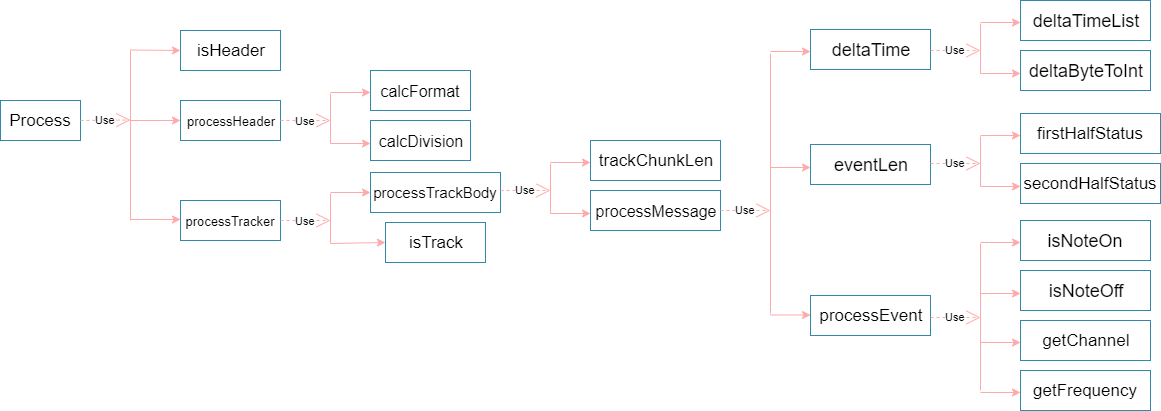 Process
Use
isHeader
processHeader
Use
calcFormat
calcDivision
processTracker
Use
processTrackBody
isTrack
Use
trackChunkLen
processMessage
Use
deltaTime
Use
deltaTimeList
deltaByteToInt
eventLen
Use
firstHalfStatus
secondHalfStatus
processEvent
Use
isNoteOn
isNoteOff
getChannel
getFrequency